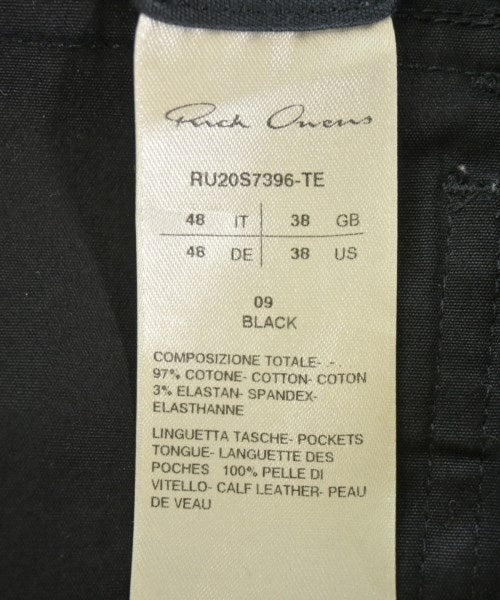 Rick Owens
RU20S7396-TE
48 IT 38 GB
48 DE 38 US
09
BLACK
COMPOSIZIONE TOTALE- -
97% COTONE- COTTON- COTON
3% ELASTAN- SPANDEX-
ELASTHANNE
LINGUETTA TASCHE- POCKETS
TONGUE- LANGUETTE DES
POCHES 100% PELLE DI
VITELLO- CALF LEATHER- PEAU
DE VEAU